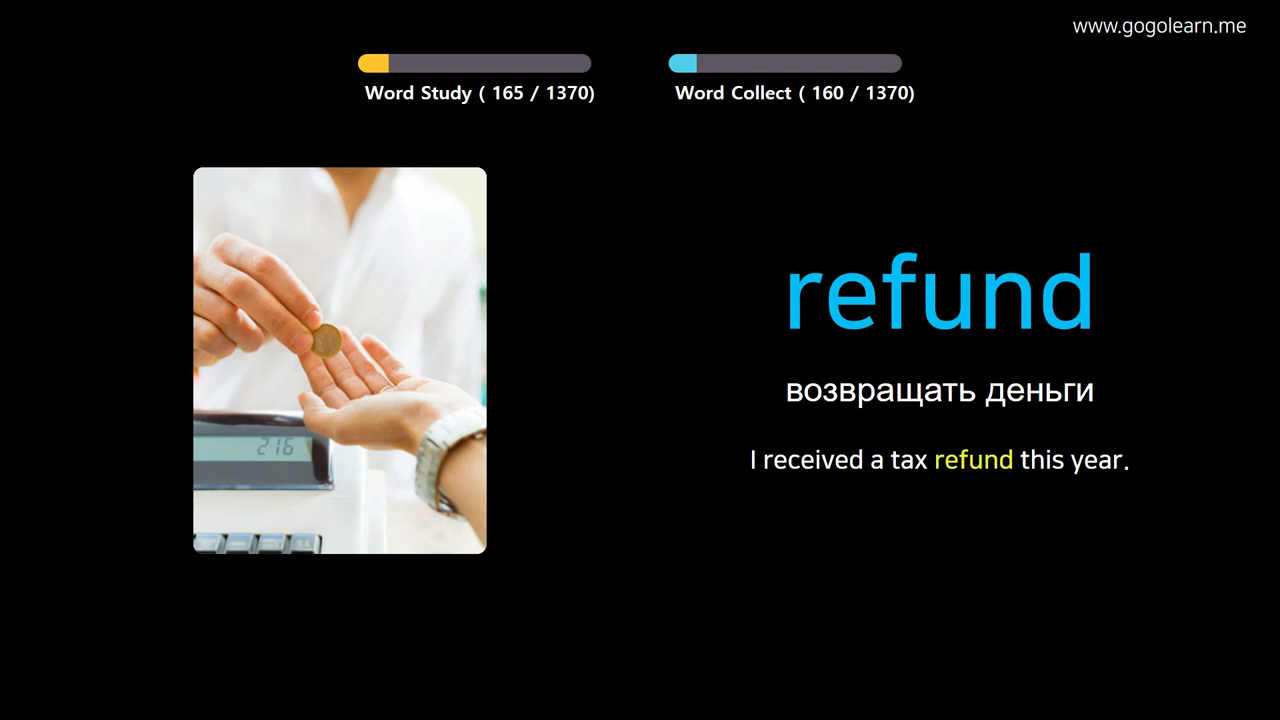 www.gogolearn.me
Word Study ( 165 / 1370)
Word Collect ( 160 / 1370)
216
refund
возвращать деньги
I received a tax refund this year.